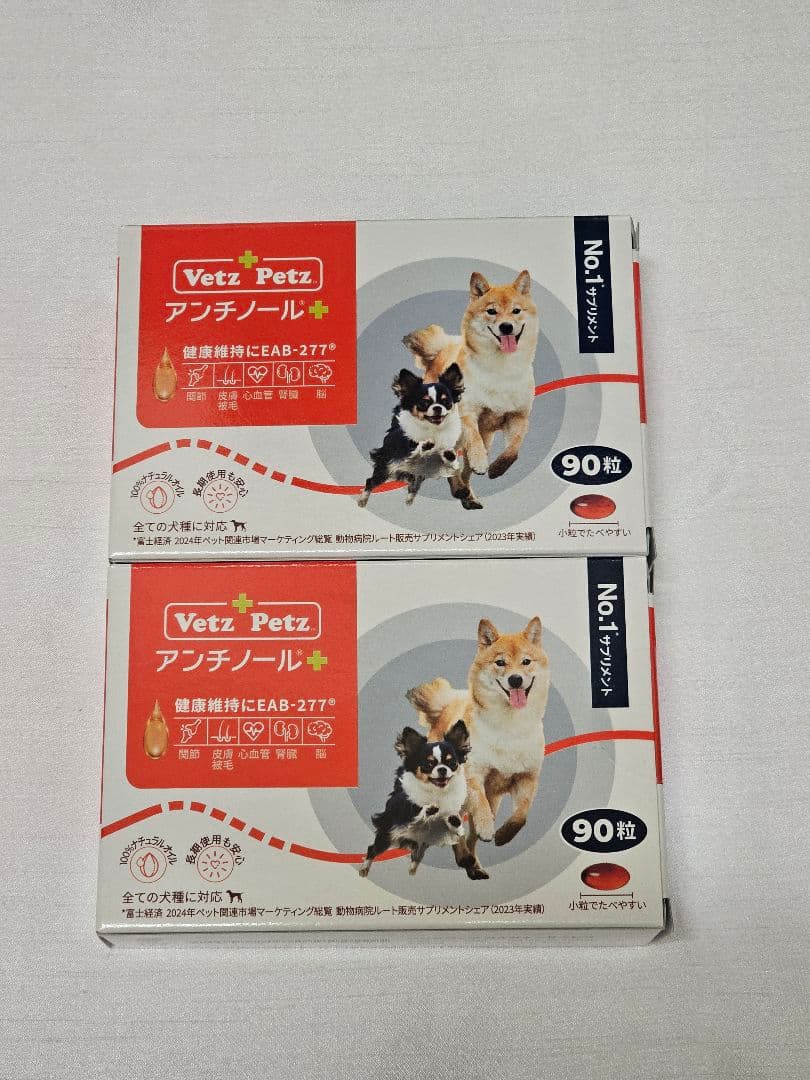 Vetz Petz™
アンチノール®+
健康維持にEAB-277®
関節 皮膚被毛 心血管 腎臓 脳
No.1*サプリメント
90粒
小粒でたべやすい
100%ナチュラルオイル
長期使用も安心
全ての犬種に対応
*富士経済 2024年ペット関連市場マーケティング総覧 動物病院ルート販売サプリメントシェア(2023年実績)
Vetz Petz™
アンチノール®+
健康維持にEAB-277®
関節 皮膚被毛 心血管 腎臓 脳
No.1*サプリメント
90粒
小粒でたべやすい
100%ナチュラルオイル
長期使用も安心
全ての犬種に対応
*富士経済 2024年ペット関連市場マーケティング総覧 動物病院ルート販売サプリメントシェア(2023年実績)